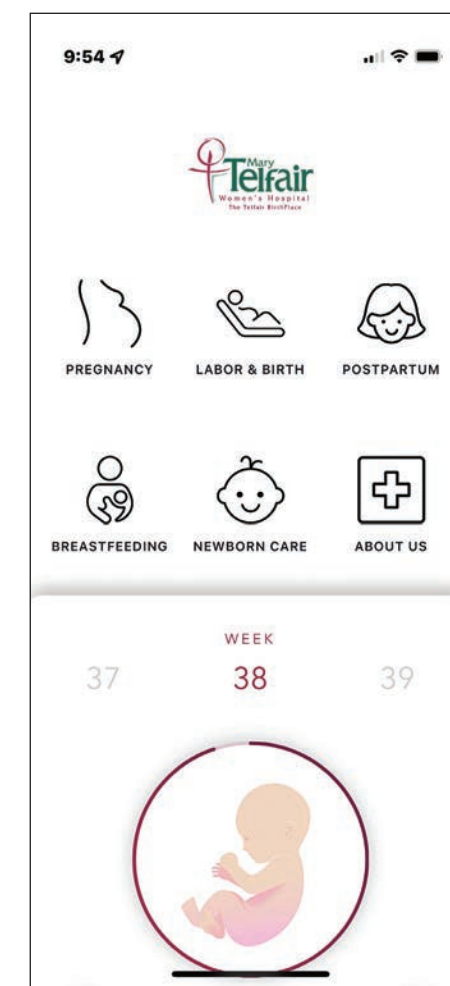 9:54
Mary
Telfair
Women's Hospital
The Telfair BirthPlace
PREGNANCY
LABOR & BIRTH
POSTPARTUM
BREASTFEEDING
NEWBORN CARE
ABOUT US
WEEK
37
38
39